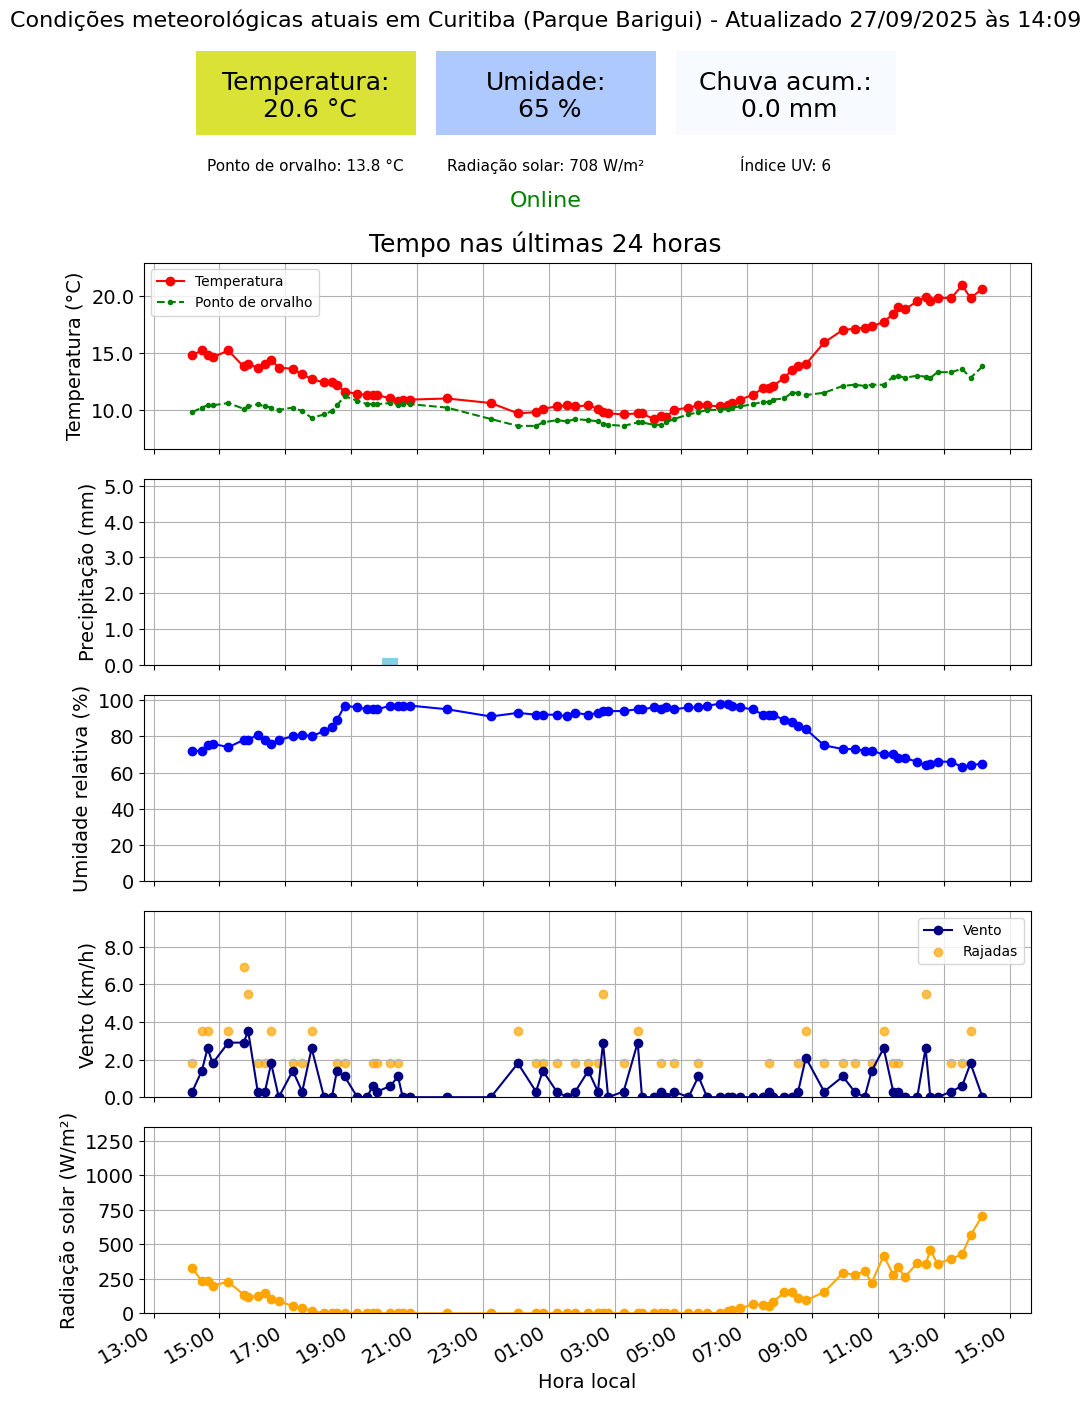 Condições meteorológicas atuais em Curitiba (Parque Barigui) - Atualizado 27/09/2025 às 14:09
Temperatura:
20.6 °C
Umidade:
65 %
Chuva acum.:
0.0 mm
Ponto de orvalho: 13.8 °C
Radiação solar: 708 W/m²
Índice UV: 6
Online
Tempo nas últimas 24 horas
Temperatura (°C)
20.0
15.0
10.0
Temperatura
Ponto de orvalho
Precipitação (mm)
5.0
4.0
3.0
2.0
1.0
0.0
Umidade relativa (%)
100
80
60
40
20
0
Vento (km/h)
8.0
6.0
4.0
2.0
0.0
Vento
Rajadas
Radiação solar (W/m²)
1250
1000
750
500
250
0
13:00
15:00
17:00
19:00
21:00
23:00
01:00
03:00
05:00
07:00
09:00
11:00
13:00
15:00
Hora local